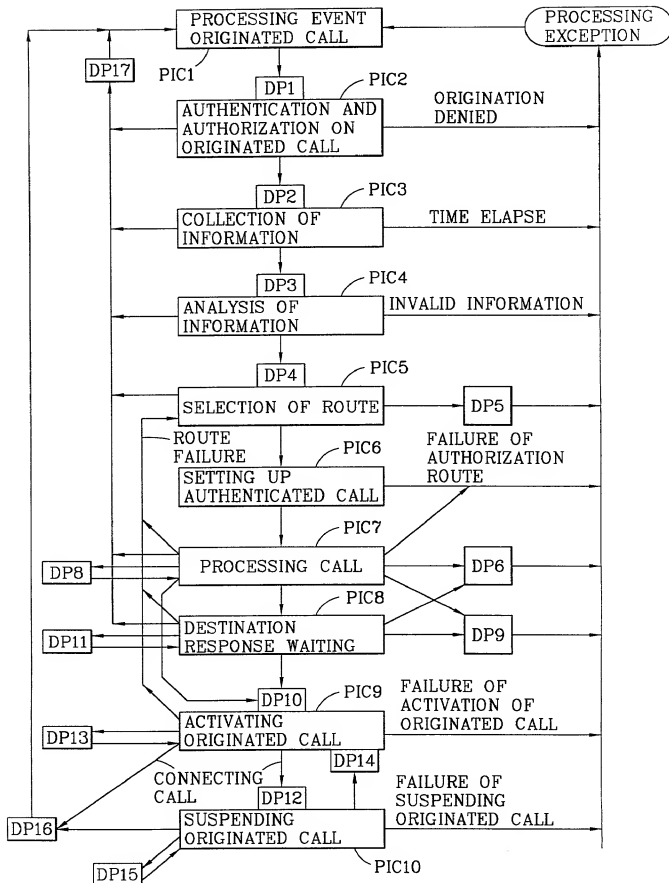 PROCESSING EVENT
ORIGINATED CALL
PROCESSING
EXCEPTION
PIC1
DP17
DP1
PIC2
AUTHENTICATION AND
AUTHORIZATION ON
ORIGINATED CALL
ORIGINATION
DENIED
DP2
PIC3
COLLECTION OF
INFORMATION
TIME ELAPSE
DP3
PIC4
ANALYSIS OF
INFORMATION
INVALID INFORMATION
DP4
PIC5
SELECTION OF ROUTE
DP5
ROUTE
FAILURE
PIC6
FAILURE OF
AUTHORIZATION
ROUTE
SETTING UP
AUTHENTICATED CALL
PIC7
PROCESSING CALL
DP8
DP6
PIC8
DESTINATION
RESPONSE WAITING
DP11
DP9
DP10
PIC9
ACTIVATING
ORIGINATED CALL
FAILURE OF
ACTIVATION OF
ORIGINATED CALL
DP13
DP14
CONNECTING
CALL
DP12
FAILURE OF
SUSPENDING
ORIGINATED CALL
DP16
SUSPENDING
ORIGINATED CALL
PIC10
DP15